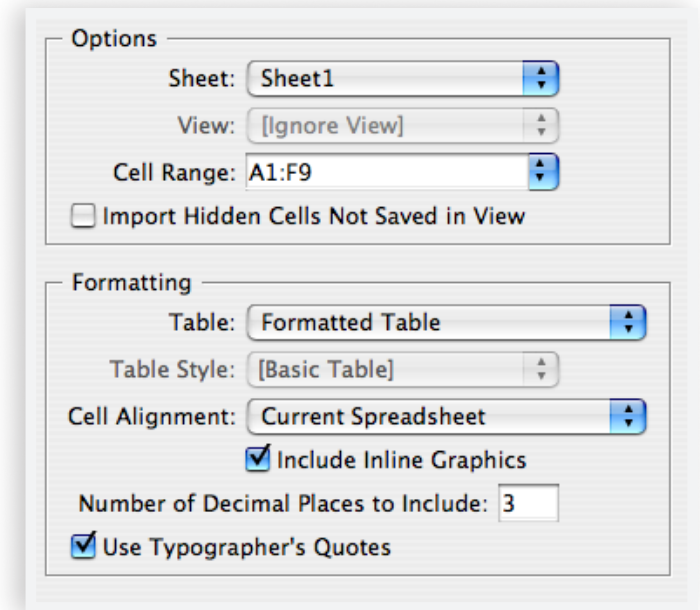 Options
Sheet: Sheet1
View: [Ignore View]
Cell Range: A1:F9
Import Hidden Cells Not Saved in View
Formatting
Table: Formatted Table
Table Style: [Basic Table]
Cell Alignment: Current Spreadsheet
Include Inline Graphics
Number of Decimal Places to Include: 3
Use Typographer's Quotes